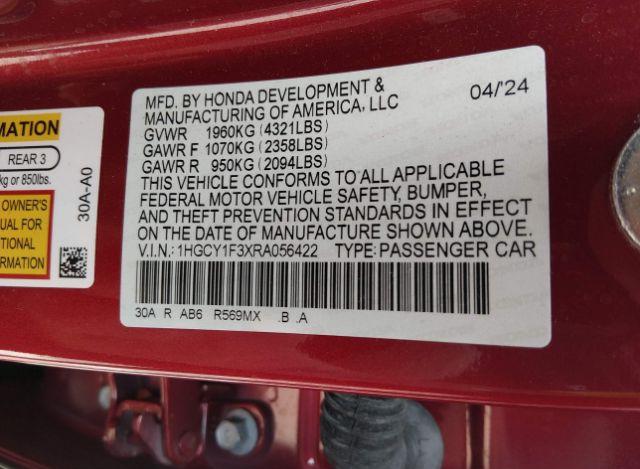 MATION
REAR 3
kg or 850lbs.
OWNER'S
UAL FOR
TIONAL
ORMATION
30A-A0
MFD. BY HONDA DEVELOPMENT &
MANUFACTURING OF AMERICA, LLC
04/'24
GVWR 1960KG (4321LBS)
GAWR F 1070KG (2358LBS)
GAWR R 950KG (2094LBS)
THIS VEHICLE CONFORMS TO ALL APPLICABLE
FEDERAL MOTOR VEHICLE SAFETY, BUMPER,
AND THEFT PREVENTION STANDARDS IN EFFECT
ON THE DATE OF MANUFACTURE SHOWN ABOVE.
V.I.N.: 1HGCY1F3XRA056422 TYPE: PASSENGER CAR
30A R AB6 R569MX .B .A